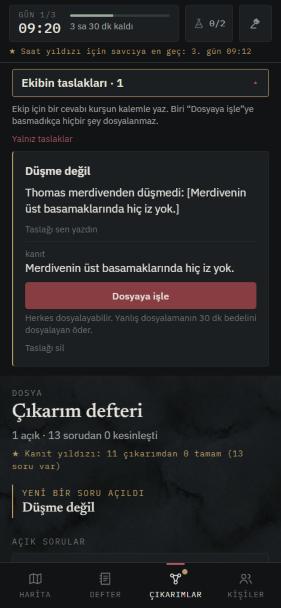 GÜN 1/3
09:20
3 sa 30 dk kaldı
0/2
★ Saat yıldızı için savcıya en geç: 3. gün 09:12
Ekibin taslakları · 1
Ekip için bir cevabı kurşun kalemle yaz. Biri “Dosyaya işle”ye
basmadıkça hiçbir şey dosyalanmaz.
Yalnız taslaklar
Düşme değil
Thomas merdivenden düşmedi: [Merdivenin
üst basamaklarında hiç iz yok.]
Taslağı sen yazdın
kanıt
Merdivenin üst basamaklarında hiç iz yok.
Dosyaya işle
Herkes dosyalayabilir. Yanlış dosyalamanın 30 dk bedelini
dosyalayan öder.
Taslağı sil
DOSYA
Çıkarım defteri
1 açık · 13 sorudan 0 kesinleşti
★ Kanıt yıldızı: 11 çıkarımdan 0 tamam (13
soru var)
YENİ BİR SORU AÇILDI
Düşme değil
AÇIK SORULAR
HARİTA
DEFTER
ÇIKARIMLAR
KİŞİLER